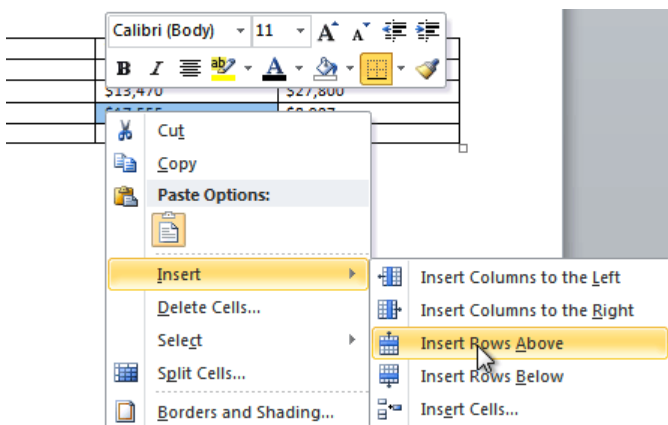 Calibri (Body) 11 A A
B I ab A
$13,470 $27,800
Cut
Copy
Paste Options:
Insert
Delete Cells...
Select
Split Cells...
Borders and Shading...
Insert Columns to the Left
Insert Columns to the Right
Insert Rows Above
Insert Rows Below
Insert Cells...